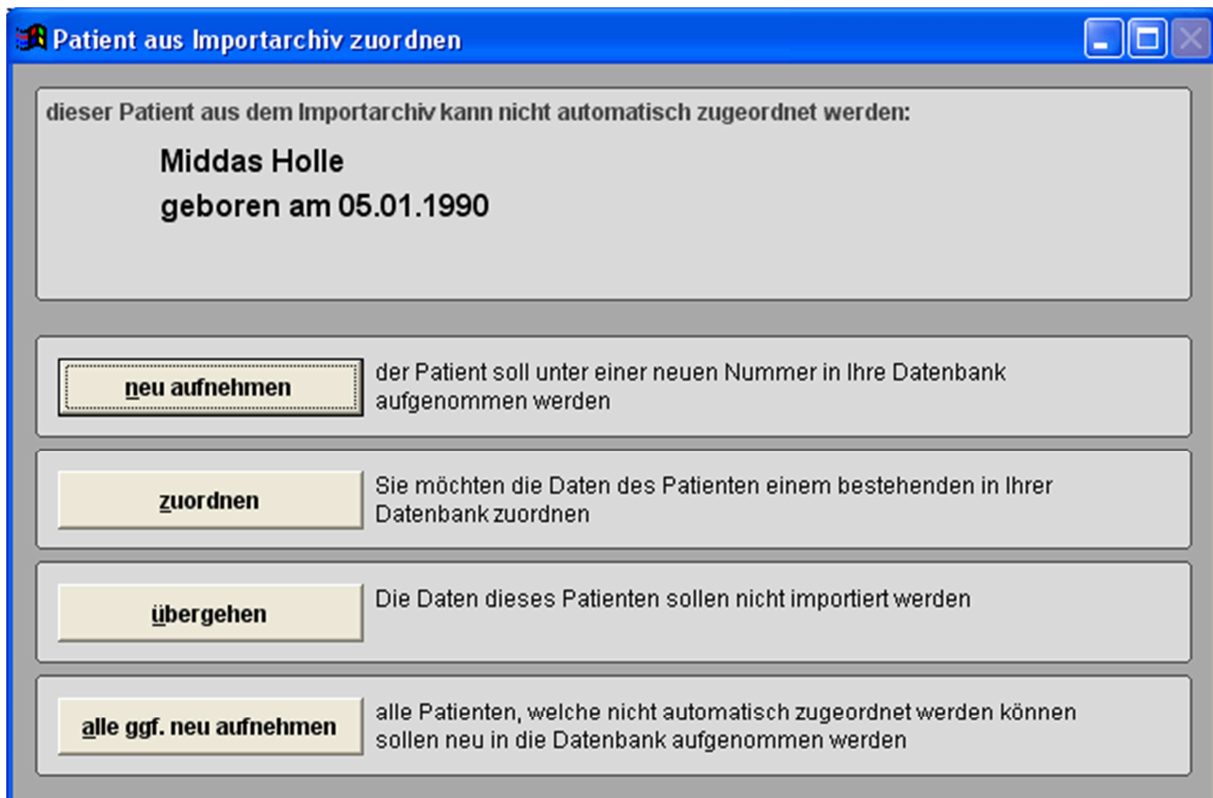 Patient aus Importarchiv zuordnen
dieser Patient aus dem Importarchiv kann nicht automatisch zugeordnet werden:
Middas Holle
geboren am 05.01.1990
neu aufnehmen
der Patient soll unter einer neuen Nummer in Ihre Datenbank
aufgenommen werden
zuordnen
Sie möchten die Daten des Patienten einem bestehenden in Ihrer
Datenbank zuordnen
übergehen
Die Daten dieses Patienten sollen nicht importiert werden
alle ggf. neu aufnehmen
alle Patienten, welche nicht automatisch zugeordnet werden können
sollen neu in die Datenbank aufgenommen werden